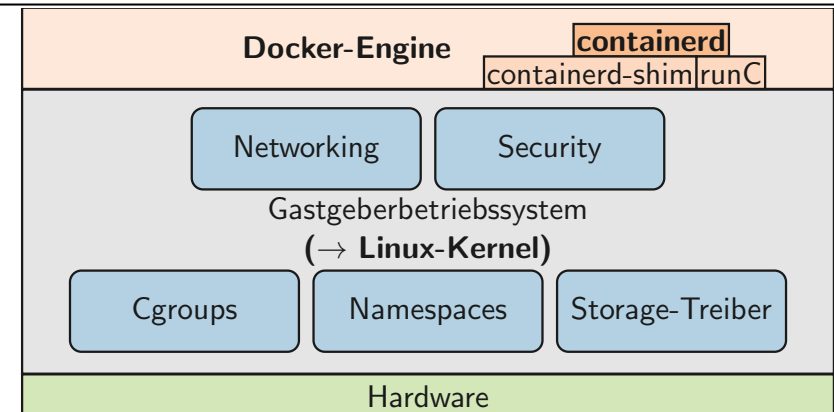 Docker-Engine
containerd
containerd-shim runC
Networking
Security
Gastgeberbetriebssystem
(→ Linux-Kernel)
Cgroups
Namespaces
Storage-Treiber
Hardware